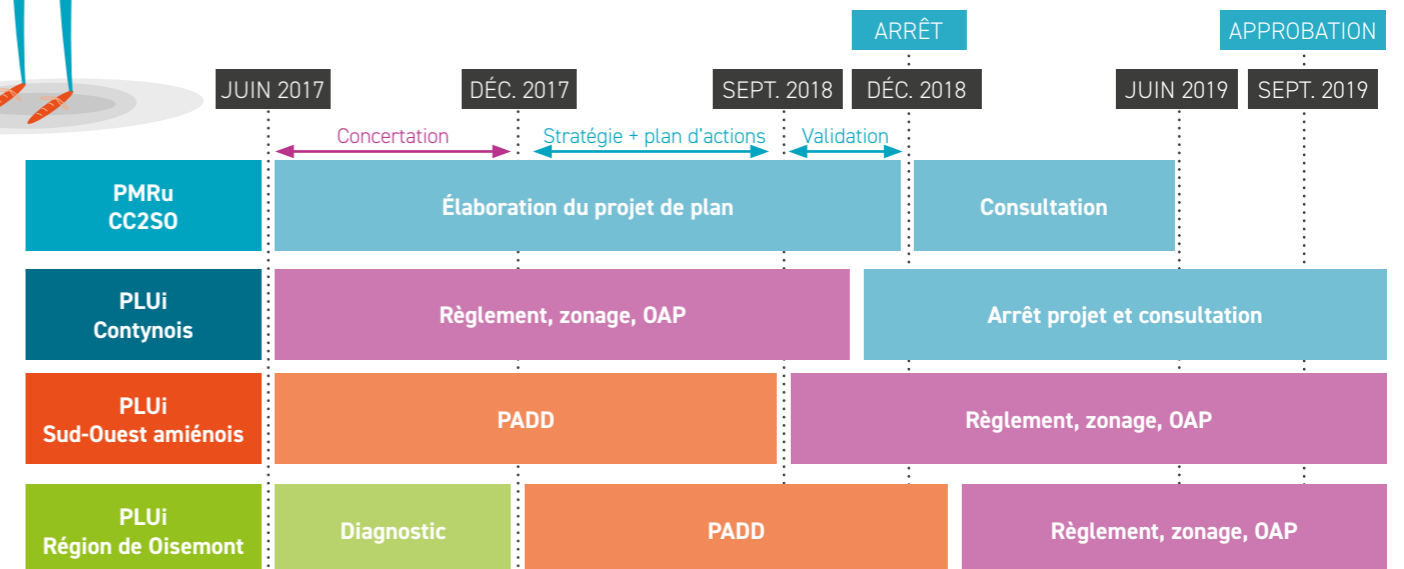 ARRÊT
APPROBATION
JUIN 2017
DÉC. 2017
SEPT. 2018
DÉC. 2018
JUIN 2019
SEPT. 2019
Concertation
Stratégie + plan d'actions
Validation
PMRu
CC2SO
Élaboration du projet de plan
Consultation
PLUi
Contynois
Règlement, zonage, OAP
Arrêt projet et consultation
PLUi
Sud-Ouest amiénois
PADD
Règlement, zonage, OAP
PLUi
Région de Oisemont
Diagnostic
PADD
Règlement, zonage, OAP